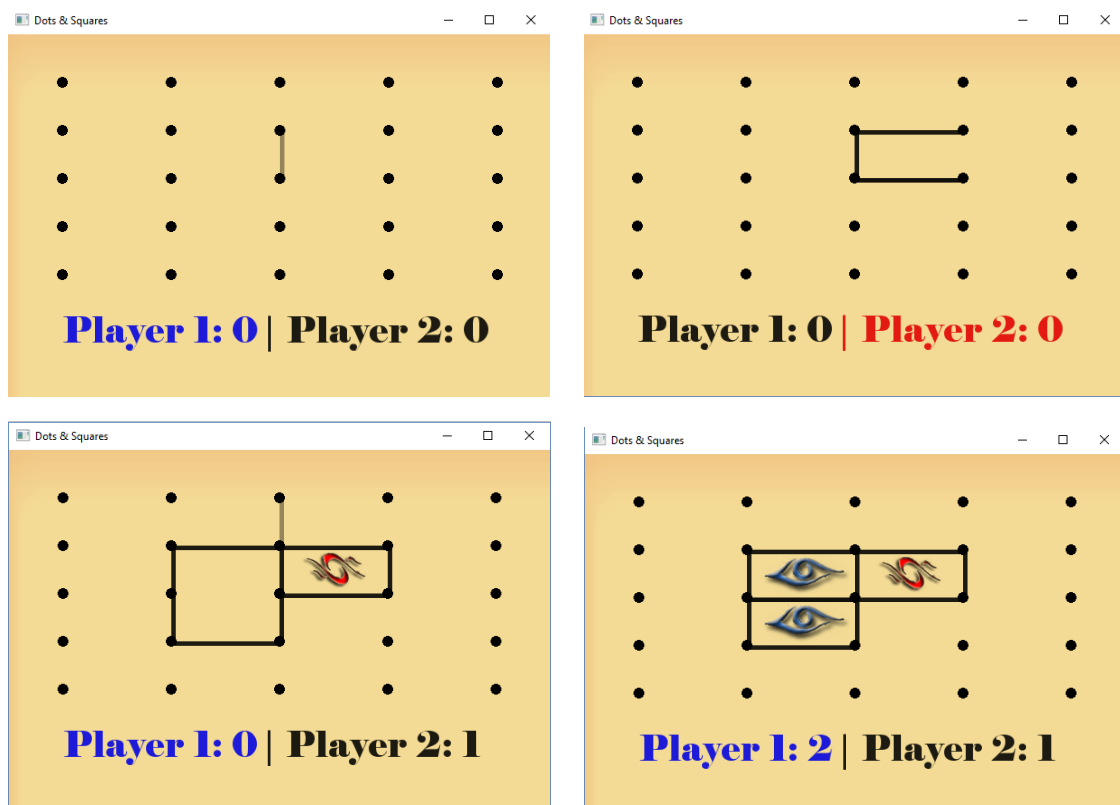 Dots & Squares
Player 1: 0 | Player 2: 0
Dots & Squares
Player 1: 0 | Player 2: 0
Dots & Squares
Player 1: 0 | Player 2: 1
Dots & Squares
Player 1: 2 | Player 2: 1